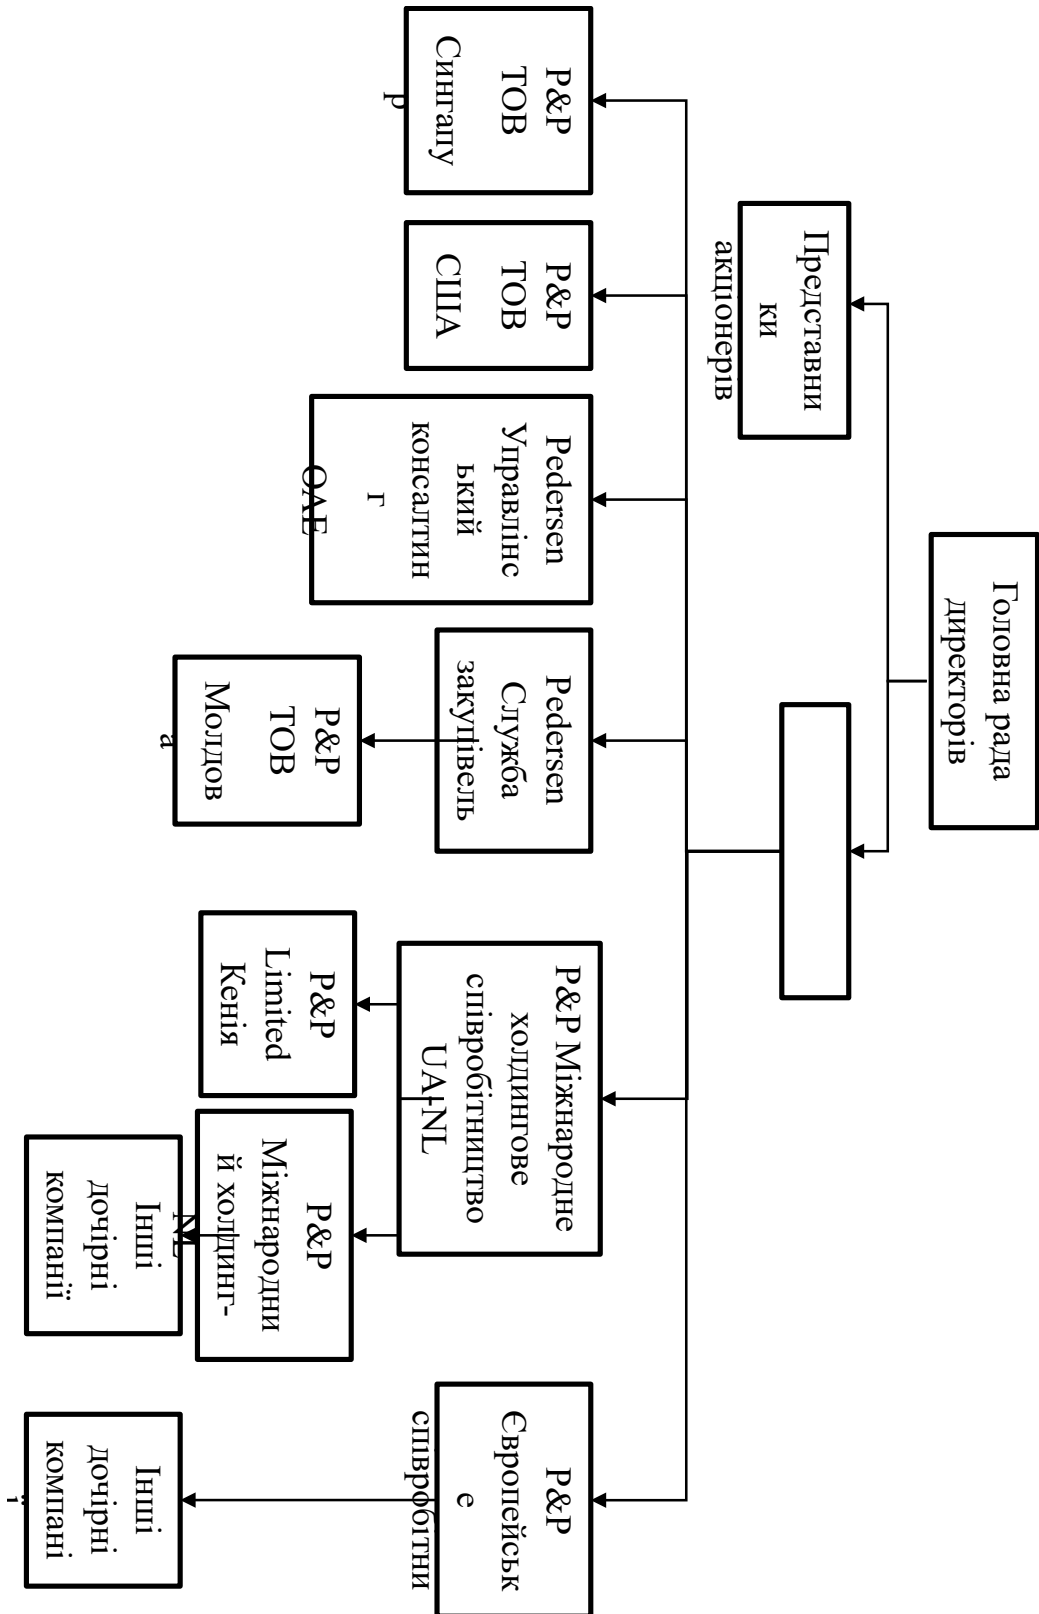 Головна рада
директорів
Представни
ки
акціонерів
P&P
ТОВ
Сингапу
р
P&P
ТОВ
США
Pedersen
Управлінс
ький
консалтин
г
ОАЕ
Pedersen
Служба
закупівель
P&P Міжнародне
холдингове
співробітництво
UA-NL
P&P
Європейськ
е
співробітни
P&P
ТОВ
Молдов
а
P&P
Limited
Кенія
P&P
Міжнародни
й холдинг-
NL
Інші
дочірні
компанії
Інші
дочірні
компані
ї